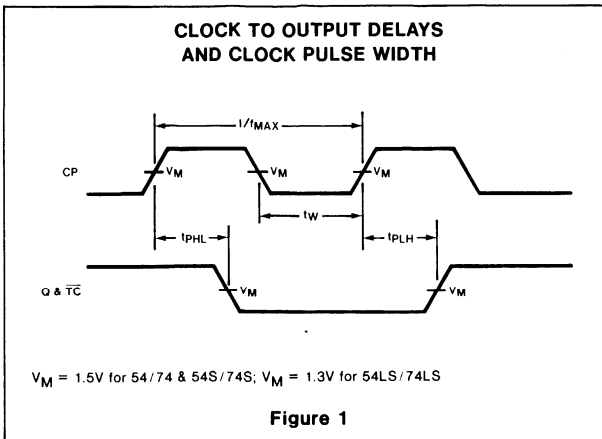 CLOCK TO OUTPUT DELAYS
AND CLOCK PULSE WIDTH
1/fMAX
CP
VM
VM
VM
tW
tPHL
tPLH
Q & T̅C̅
VM
VM
VM = 1.5V for 54/74 & 54S/74S; VM = 1.3V for 54LS/74LS
Figure 1